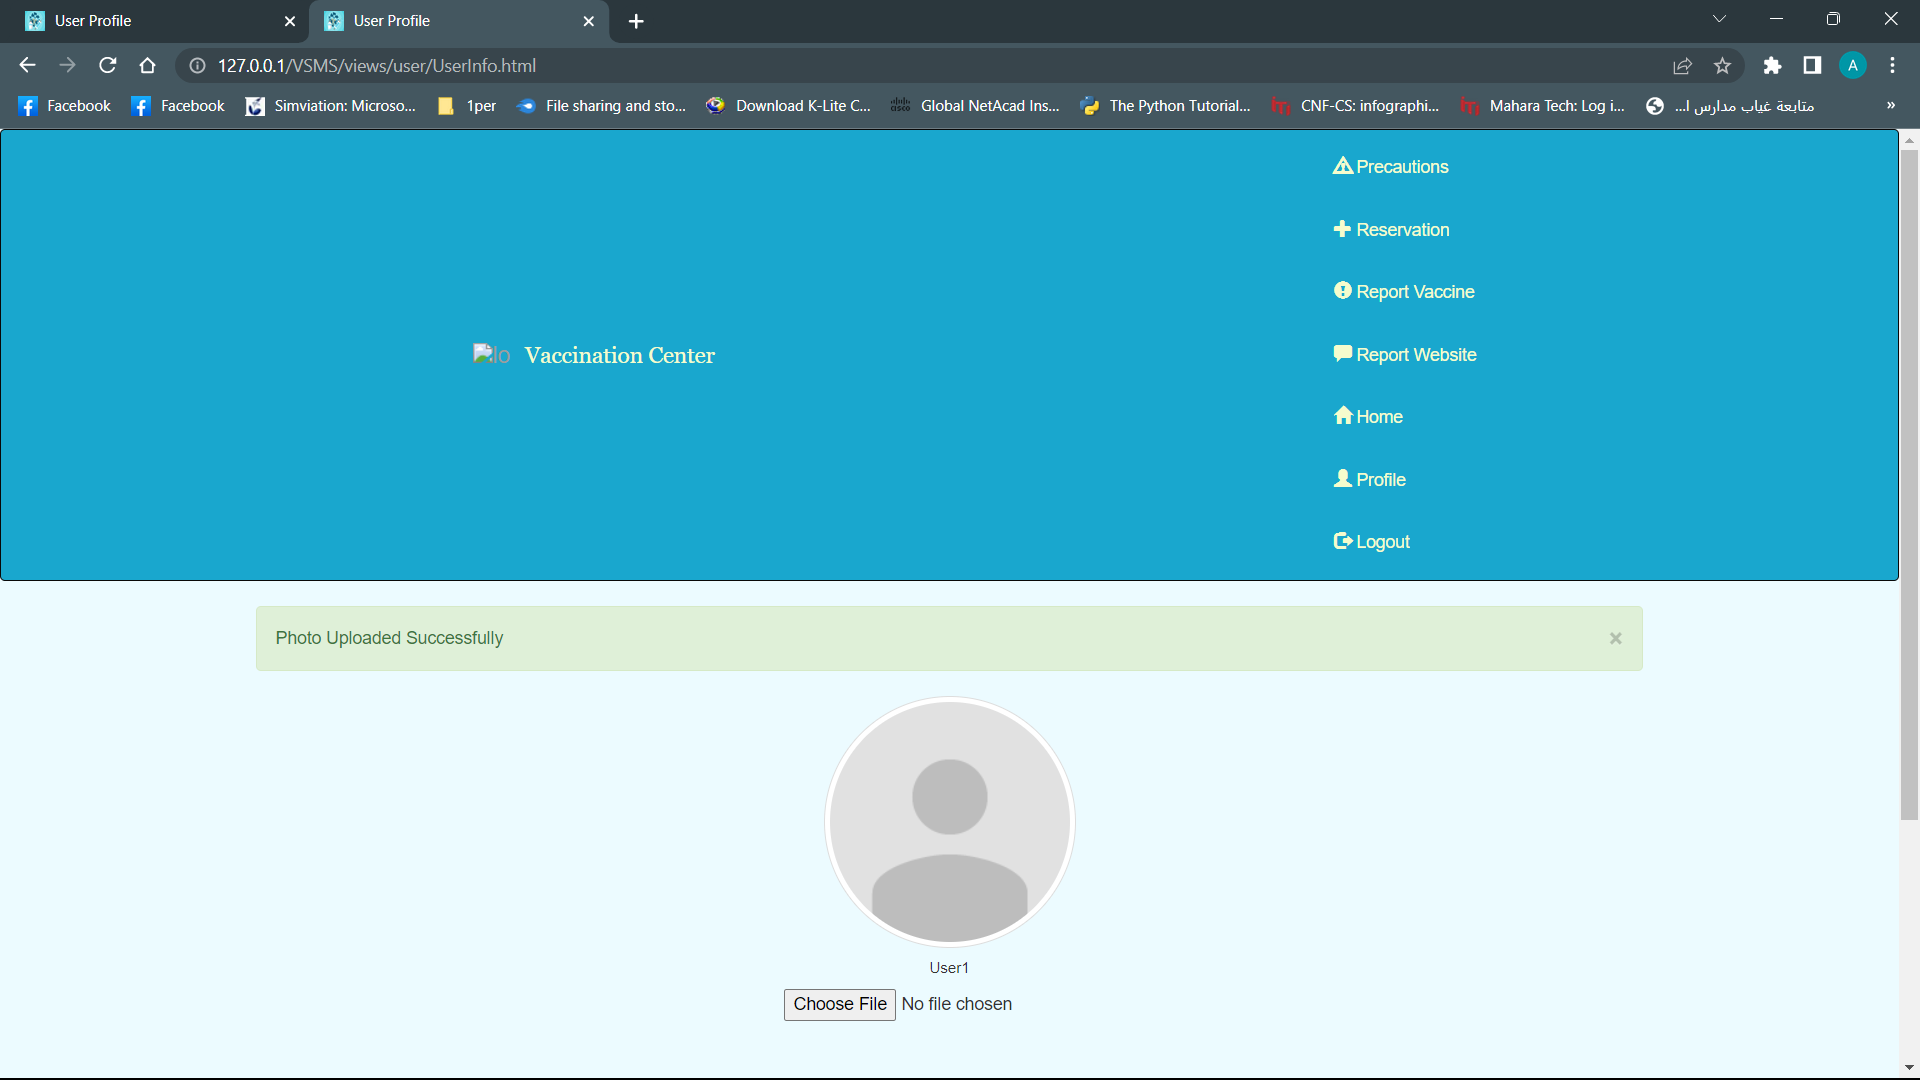 User Profile
User Profile
127.0.0.1/VSMS/views/user/UserInfo.html
A
Facebook
Facebook
Simviation: Microso...
1per
File sharing and sto...
Download K-Lite C...
Global NetAcad Ins...
The Python Tutorial...
CNF-CS: infographi...
Mahara Tech: Log i...
متابعة غياب مدارس ا...
»
Precautions
Reservation
Report Vaccine
lo Vaccination Center
Report Website
Home
Profile
Logout
Photo Uploaded Successfully
×
User1
Choose File No file chosen